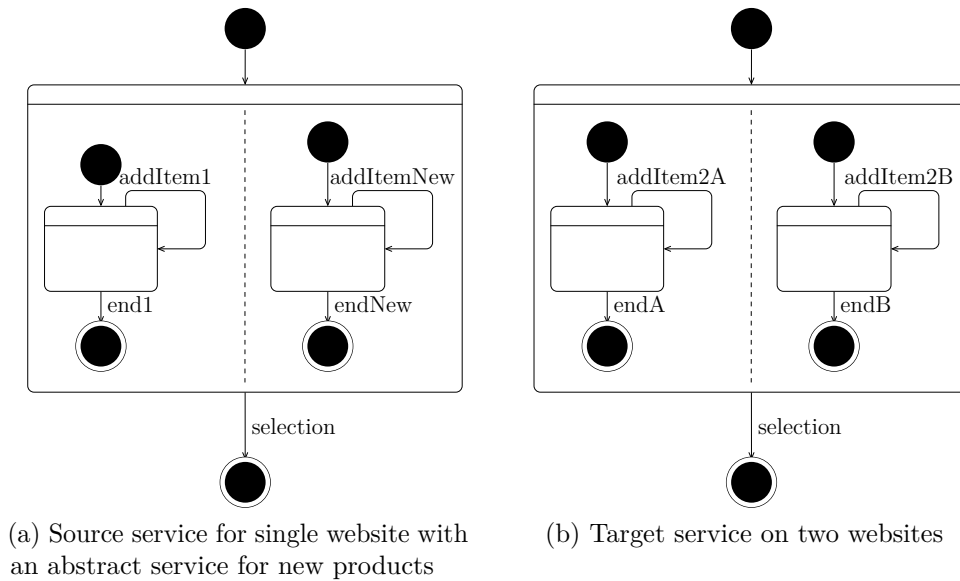 addItem1
addItemNew
end1
endNew
selection
(a) Source service for single website with
an abstract service for new products
addItem2A
addItem2B
endA
endB
selection
(b) Target service on two websites